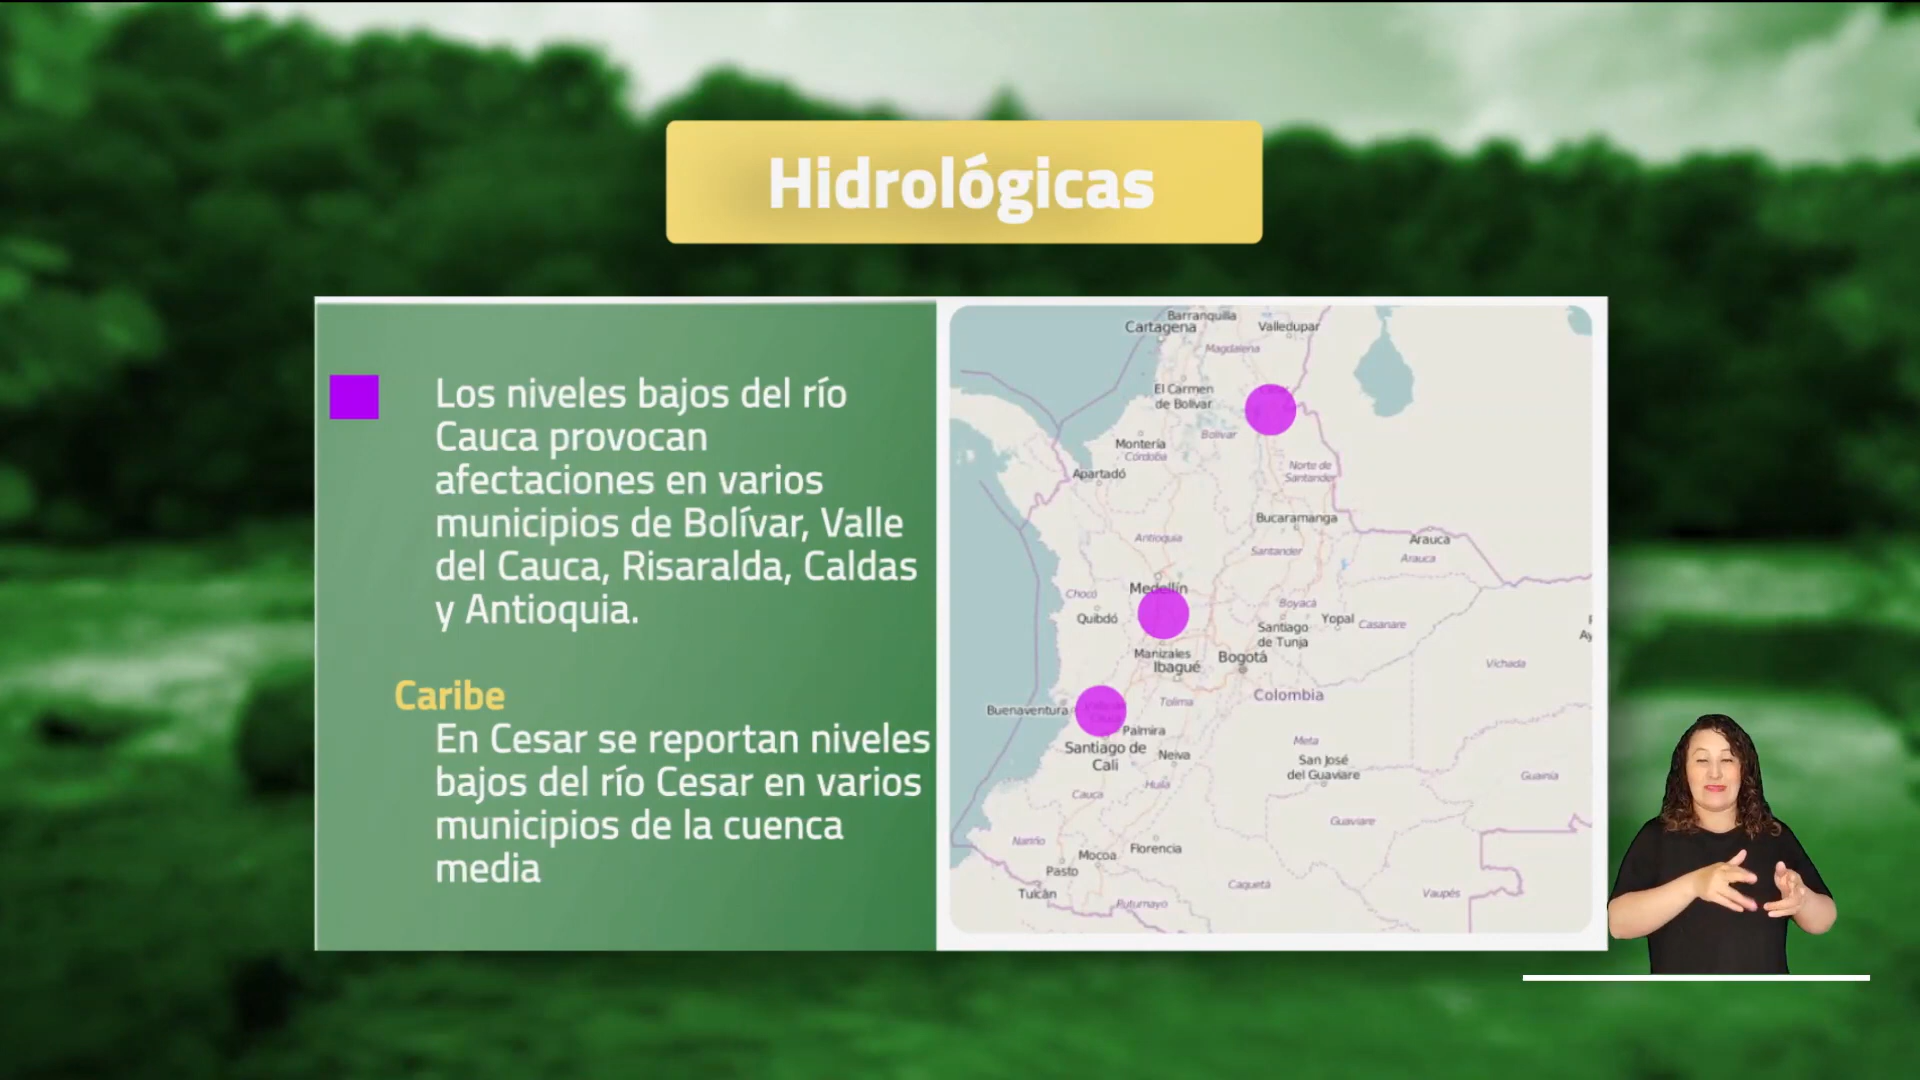 Hidrológicas
Los niveles bajos del río
Cauca provocan
afectaciones en varios
municipios de Bolívar, Valle
del Cauca, Risaralda, Caldas
y Antioquia.
Caribe
En Cesar se reportan niveles
bajos del río Cesar en varios
municipios de la cuenca
media
Barranquilla
Cartagena
Valledupar
Magdalena
El Carmen
de Bolívar
Bolívar
Montería
Córdoba
Apartadó
Norte de
Santander
Bucaramanga
Antioquia
Santander
Arauca
Arauca
Medellín
Chocó
Quibdó
Boyacá
Santiago
de Tunja
Yopal
Casanare
Manizales
Ibagué
Bogotá
Vichada
Colombia
Tolima
Buenaventura
Palmira
Santiago de
Cali
Neiva
Meta
San José
del Guaviare
Guainía
Cauca
Huila
Guaviare
Nariño
Mocoa
Florencia
Pasto
Tulcán
Putumayo
Caquetá
Vaupés